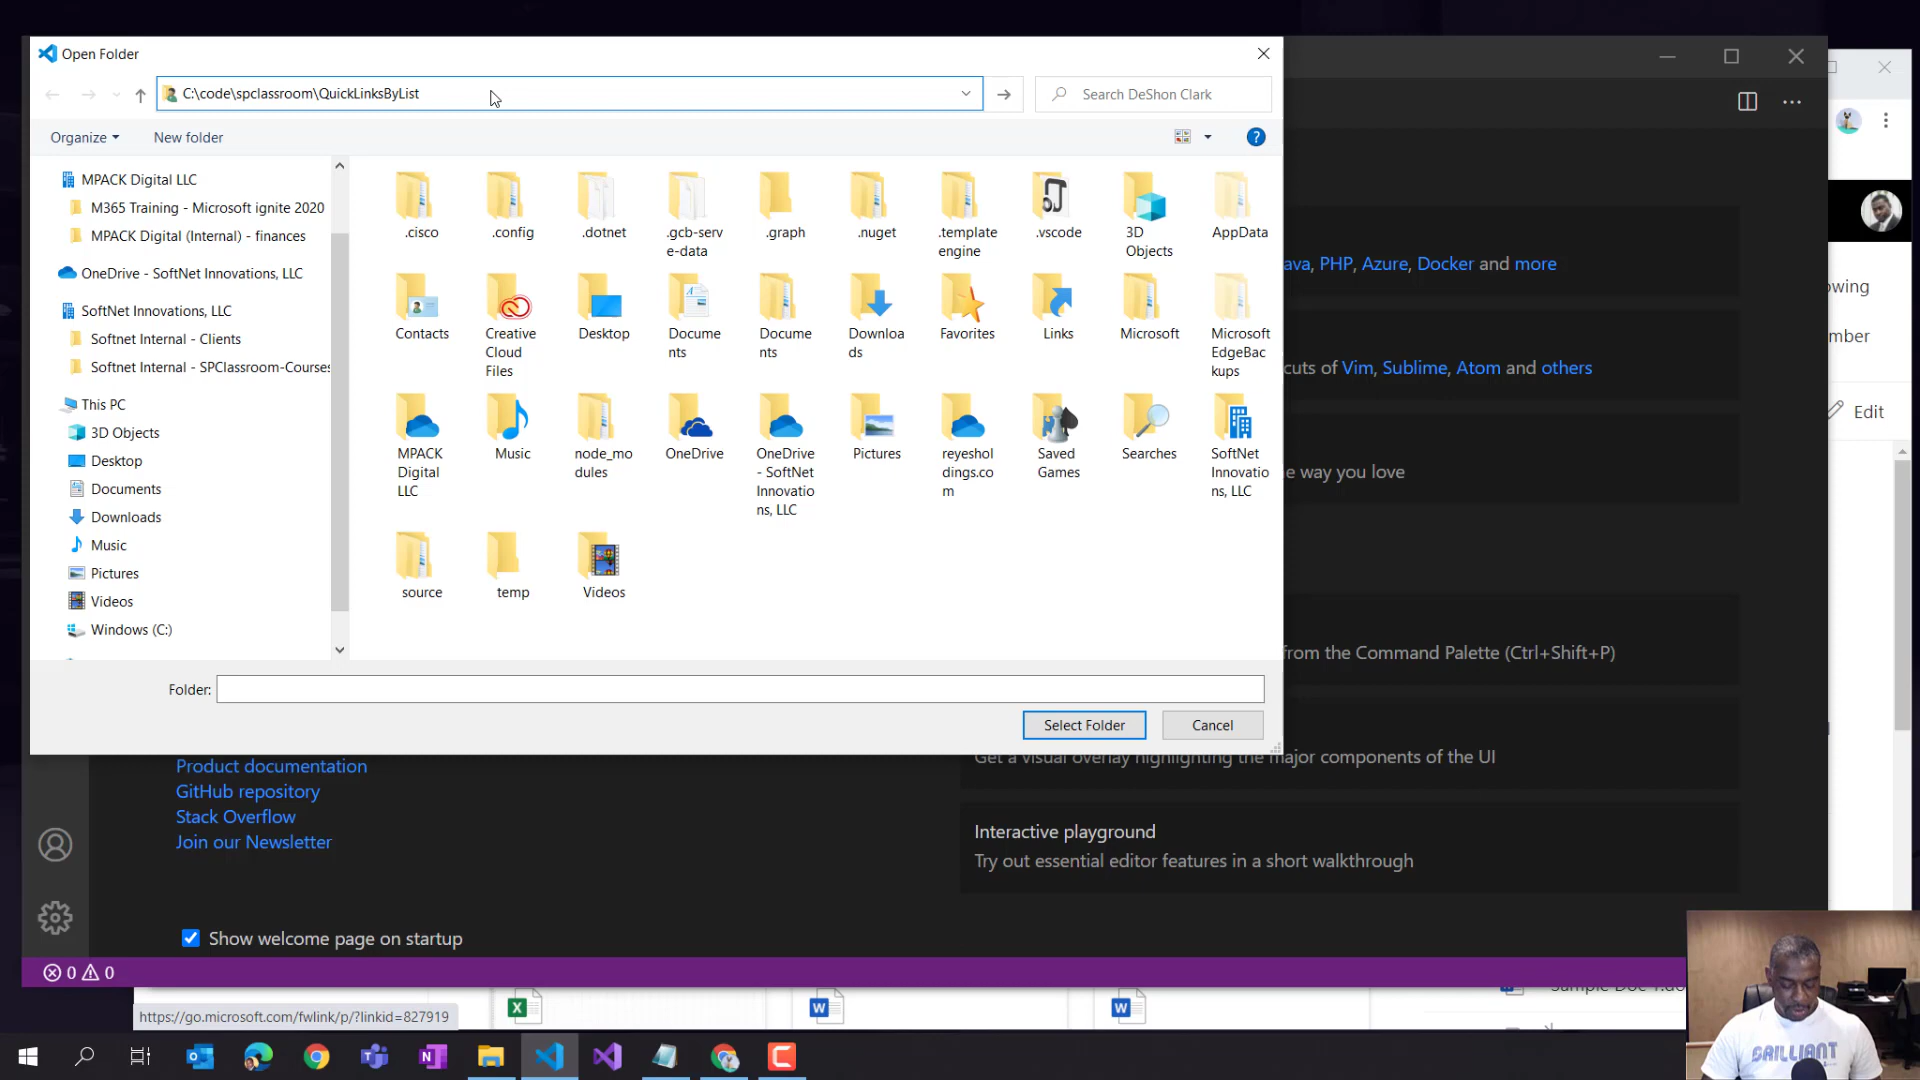 Open Folder
C:\code\spclassroom\QuickLinksByList
Search DeShon Clark
Organize
New folder
MPACK Digital LLC
M365 Training - Microsoft ignite 2020
MPACK Digital (Internal) - finances
OneDrive - SoftNet Innovations, LLC
SoftNet Innovations, LLC
Softnet Internal - Clients
Softnet Internal - SPClassroom-Courses
This PC
3D Objects
Desktop
Documents
Downloads
Music
Pictures
Videos
Windows (C:)
.cisco
.config
.dotnet
.gcb-serv
e-data
.graph
.nuget
.template
engine
.vscode
3D
Objects
AppData
Contacts
Creative
Cloud
Files
Desktop
Docume
nts
Docume
nts
Downloa
ds
Favorites
Links
Microsoft
Microsoft
EdgeBac
kups
MPACK
Digital
LLC
Music
node_mo
dules
OneDrive
OneDrive
- SoftNet
Innovatio
ns, LLC
Pictures
reyeshol
dings.co
m
Saved
Games
Searches
SoftNet
Innovatio
ns, LLC
source
temp
Videos
Folder:
Select Folder
Cancel
ava, PHP, Azure, Docker and more
cuts of Vim, Sublime, Atom and others
e way you love
from the Command Palette (Ctrl+Shift+P)
Get a visual overlay highlighting the major components of the UI
Interactive playground
Try out essential editor features in a short walkthrough
Product documentation
GitHub repository
Stack Overflow
Join our Newsletter
Show welcome page on startup
0 0
owing
mber
Edit
https://go.microsoft.com/fwlink/p/?linkid=827919